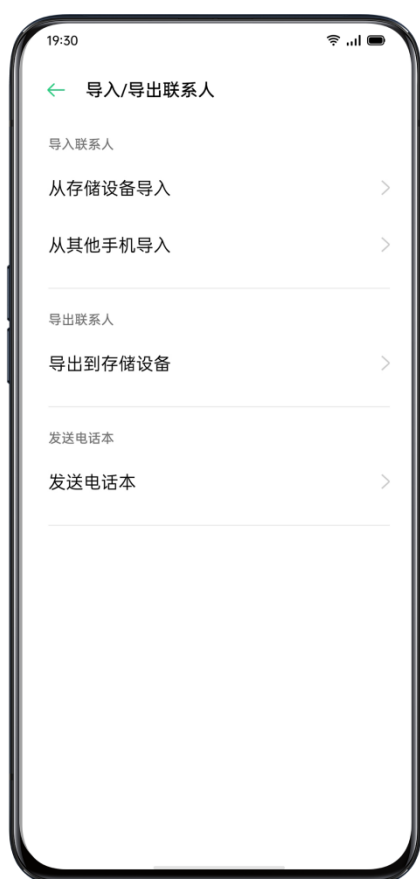 19:30
导入/导出联系人
导入联系人
从存储设备导入
从其他手机导入
导出联系人
导出到存储设备
发送电话本
发送电话本